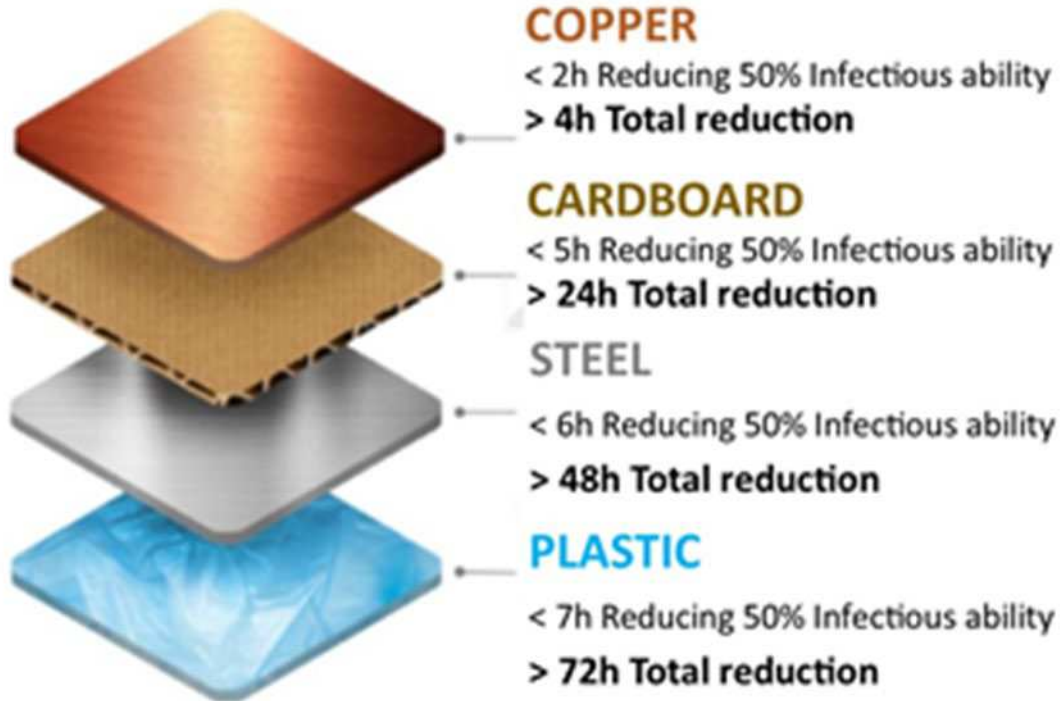 COPPER
< 2h Reducing 50% Infectious ability
> 4h Total reduction
CARDBOARD
< 5h Reducing 50% Infectious ability
> 24h Total reduction
STEEL
< 6h Reducing 50% Infectious ability
> 48h Total reduction
PLASTIC
< 7h Reducing 50% Infectious ability
> 72h Total reduction